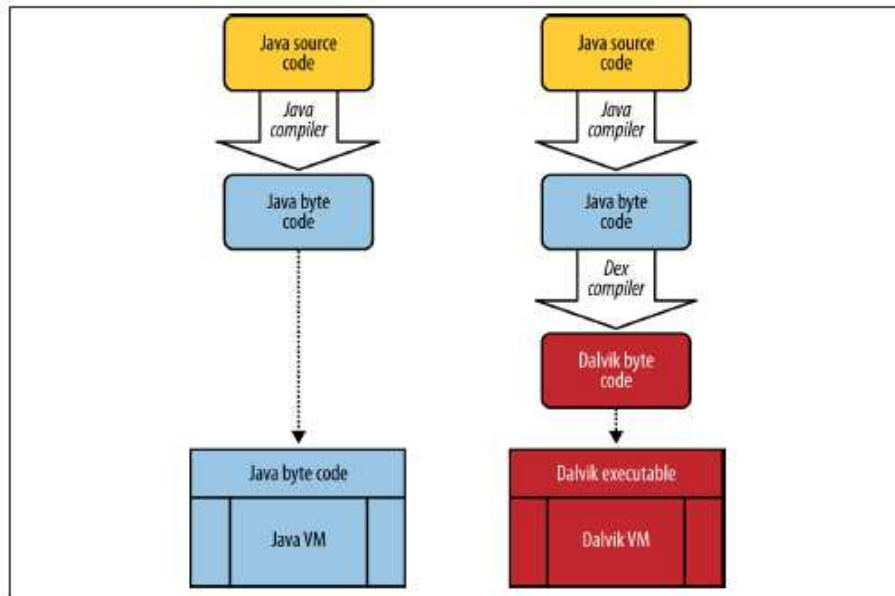 Java source
code
Java
compiler
Java byte
code
Java byte code
Java VM
Java source
code
Java
compiler
Java byte
code
Dex
compiler
Dalvik byte
code
Dalvik executable
Dalvik VM